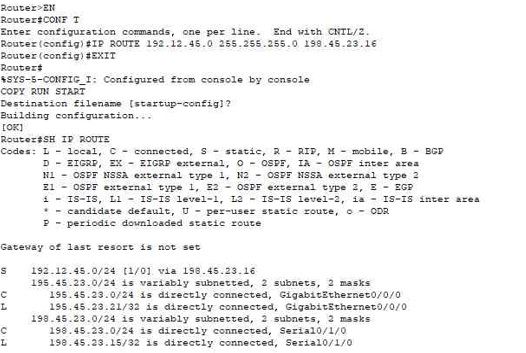 Router>EN
Router#CONF T
Enter configuration commands, one per line.  End with CNTL/Z.
Router(config)#IP ROUTE 192.12.45.0 255.255.255.0 198.45.23.16
Router(config)#EXIT
Router#
%SYS-5-CONFIG_I: Configured from console by console
COPY RUN START
Destination filename [startup-config]?
Building configuration...
[OK]
Router#SH IP ROUTE
Codes: L - local, C - connected, S - static, R - RIP, M - mobile, B - BGP
       D - EIGRP, EX - EIGRP external, O - OSPF, IA - OSPF inter area
       N1 - OSPF NSSA external type 1, N2 - OSPF NSSA external type 2
       E1 - OSPF external type 1, E2 - OSPF external type 2, E - EGP
       i - IS-IS, L1 - IS-IS level-1, L2 - IS-IS level-2, ia - IS-IS inter area
       * - candidate default, U - per-user static route, o - ODR
       P - periodic downloaded static route
Gateway of last resort is not set
S    192.12.45.0/24 [1/0] via 198.45.23.16
     195.45.23.0/24 is variably subnetted, 2 subnets, 2 masks
C       195.45.23.0/24 is directly connected, GigabitEthernet0/0/0
L       195.45.23.21/32 is directly connected, GigabitEthernet0/0/0
     198.45.23.0/24 is variably subnetted, 2 subnets, 2 masks
C       198.45.23.0/24 is directly connected, Serial0/1/0
L       198.45.23.15/32 is directly connected, Serial0/1/0